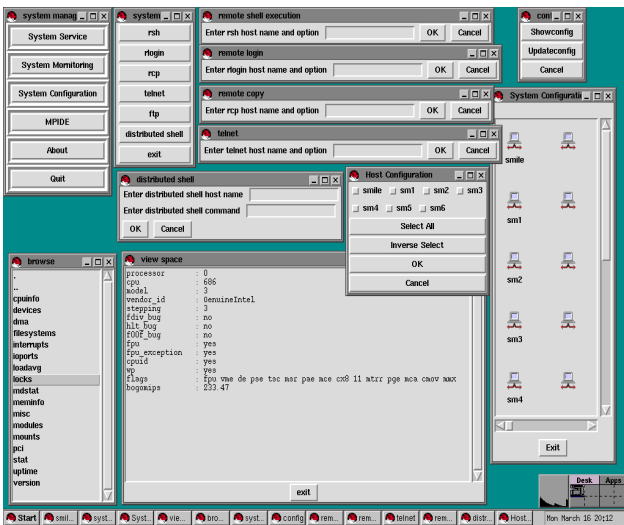 system manag
System Service
System Mornitoring
System Configuration
MPIDE
About
Quit
system
rsh
rlogin
rcp
telnet
ftp
distributed shell
exit
remote shell execution
Enter rsh host name and option
OK Cancel
remote login
Enter rlogin host name and option
OK Cancel
remote copy
Enter rcp host name and option
OK Cancel
telnet
Enter telnet host name and option
OK Cancel
Showconfig
Updateconfig
Cancel
distributed shell
Enter distributed shell host name
Enter distributed shell command
OK Cancel
Host Configuration
smile sm1 sm2 sm3
sm4 sm5 sm6
Select All
Inverse Select
OK
Cancel
System Configuratio
smile
sm1
sm2
sm3
sm4
Exit
browse
.
..
cpuinfo
devices
dma
filesystems
interrupts
ioports
loadavg
locks
mdstat
meminfo
misc
modules
mounts
pci
stat
uptime
version
view space
processor : 0
cpu : 686
model : 3
vendor_id : GenuineIntel
stepping : 3
fdiv_bug : no
hlt_bug : no
f00f_bug : no
fpu : yes
fpu_exception : yes
cpuid : yes
wp : yes
flags : fpu vme de pse tsc msr pae mce cx8 11 mtrr pge mca cmov mmx
bogomips : 233.47
exit
Desk Apps
Start smil... syst... Syst... vie... bro... syst... config rem... rem... telnet rem... distr... Host... Mon March 16 20:12